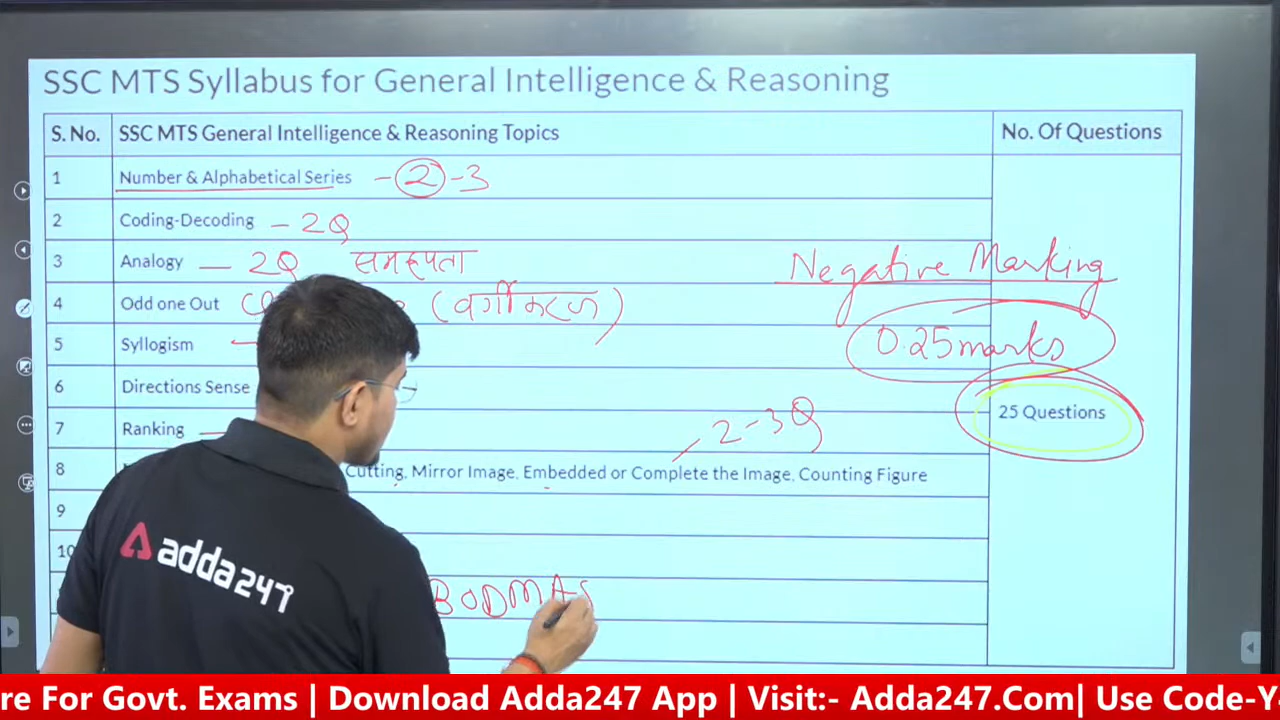 SSC MTS Syllabus for General Intelligence & Reasoning
S. No. SSC MTS General Intelligence & Reasoning Topics No. Of Questions
1 Number & Alphabetical Series - 2 - 3
2 Coding-Decoding - 2Q
3 Analogy - 2Q समरूपता
Negative Marking
4 Odd one Out (वर्गीकरण)
0.25 marks
5 Syllogism -
6 Directions Sense
25 Questions
7 Ranking -
2-3Q
8 Cutting, Mirror Image, Embedded or Complete the Image, Counting Figure
9
10
BODMAS
adda247
re For Govt. Exams | Download Adda247 App | Visit:- Adda247.Com| Use Code-Y